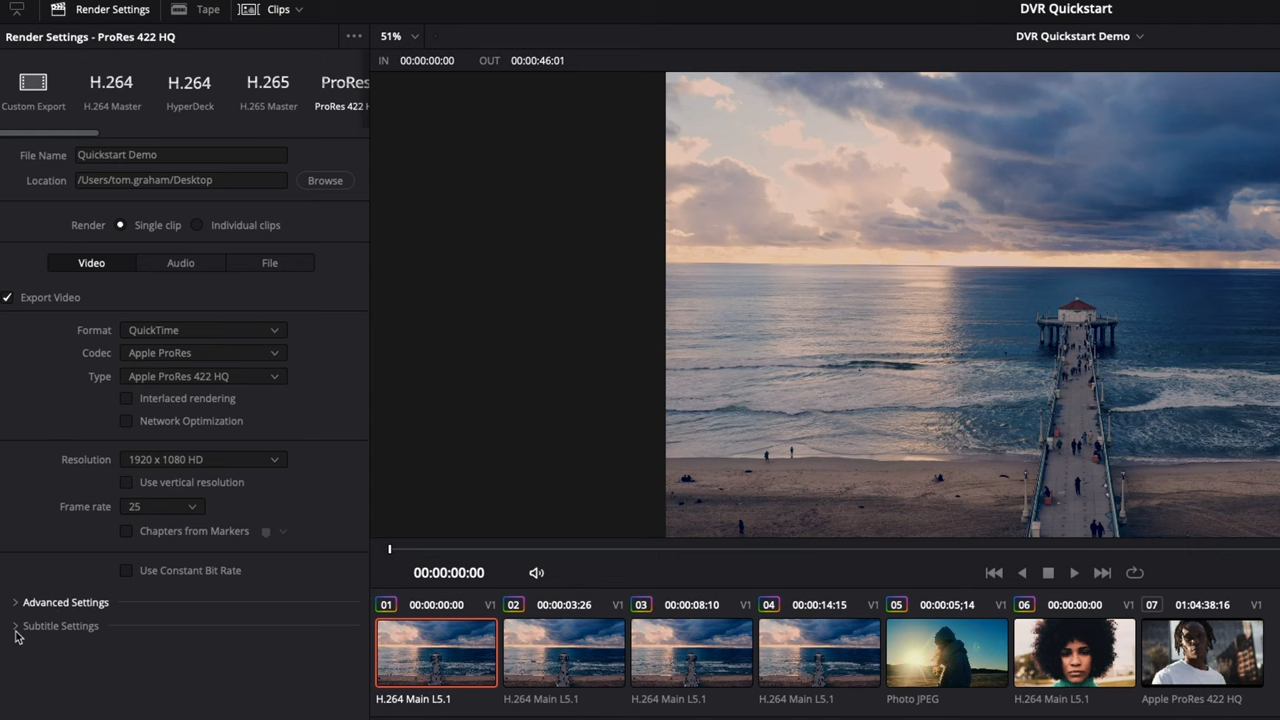 Render Settings
Tape
Clips
DVR Quickstart
Render Settings - ProRes 422 HQ
51%
DVR Quickstart Demo
IN 00:00:00:00 OUT 00:00:46:01
H.264 H.264 H.265 ProRes
Custom Export H.264 Master HyperDeck H.265 Master ProRes 422 H
File Name Quickstart Demo
Location /Users/tom.graham/Desktop Browse
Render Single clip Individual clips
Video Audio File
Export Video
Format QuickTime
Codec Apple ProRes
Type Apple ProRes 422 HQ
Interlaced rendering
Network Optimization
Resolution 1920 x 1080 HD
Use vertical resolution
Frame rate 25
Chapters from Markers
Use Constant Bit Rate
Advanced Settings
Subtitle Settings
00:00:00:00
01 00:00:00:00 V1 02 00:00:03:26 V1 03 00:00:08:10 V1 04 00:00:14:15 V1 05 00:00:05;14 V1 06 00:00:00:00 V1 07 01:04:38:16 V1
H.264 Main L5.1 H.264 Main L5.1 H.264 Main L5.1 H.264 Main L5.1 Photo JPEG H.264 Main L5.1 Apple ProRes 422 HQ